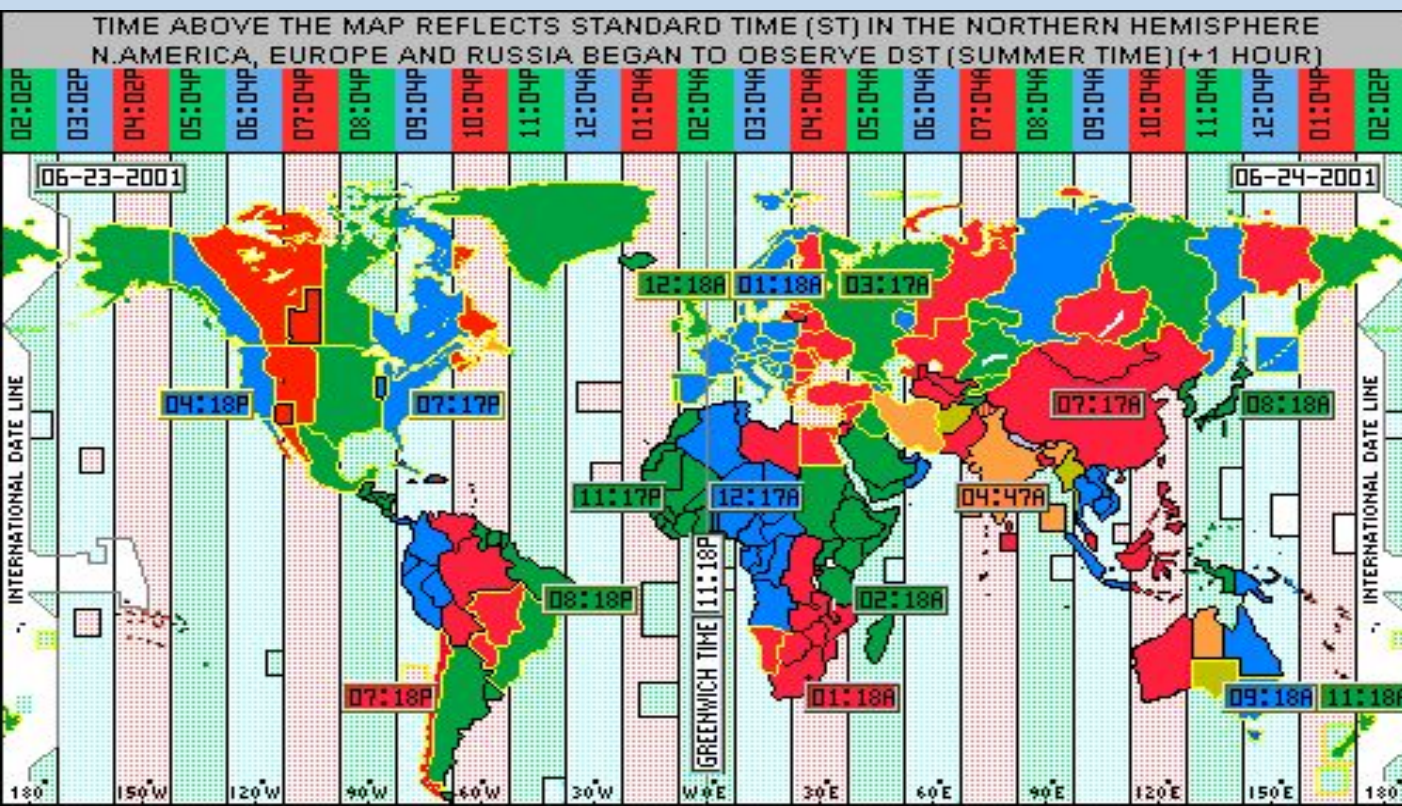 TIME ABOVE THE MAP REFLECTS STANDARD TIME (ST) IN THE NORTHERN HEMISPHERE
N.AMERICA, EUROPE AND RUSSIA BEGAN TO OBSERVE DST (SUMMER TIME)(+1 HOUR)
02:02P 03:02P 04:02P 05:04P 06:04P 07:04P 08:04P 09:04P 10:04P 11:04P 12:04A 01:04A 02:04A 03:04A 04:04A 05:04A 06:04A 07:04A 08:04A 09:04A 10:04A 11:04A 12:04P 01:04P 02:02P
06-23-2001 06-24-2001
12:18A 01:18A 03:17A
04:18P 07:17P 07:17A 08:18A
INTERNATIONAL DATE LINE
INTERNATIONAL DATE LINE
11:17P 12:17A 04:47A
GREENWICH TIME 11:18P
08:18P 02:18A
07:18P 01:18A 09:18A 11:18A
180° 150°W 120°W 90°W 60°W 30°W W0°E 30°E 60°E 90°E 120°E 150°E 180°